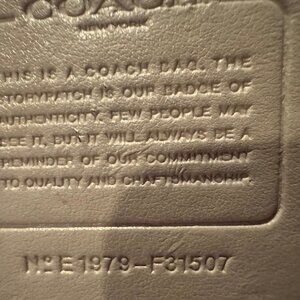 COACH
THIS IS A COACH BAG. THE
STORYPATCH IS OUR BADGE OF
AUTHENTICITY. FEW PEOPLE MAY
SEE IT, BUT IT WILL ALWAYS BE A
REMINDER OF OUR COMMITMENT
TO QUALITY AND CRAFTSMANSHIP.
Nº E1979-F31507